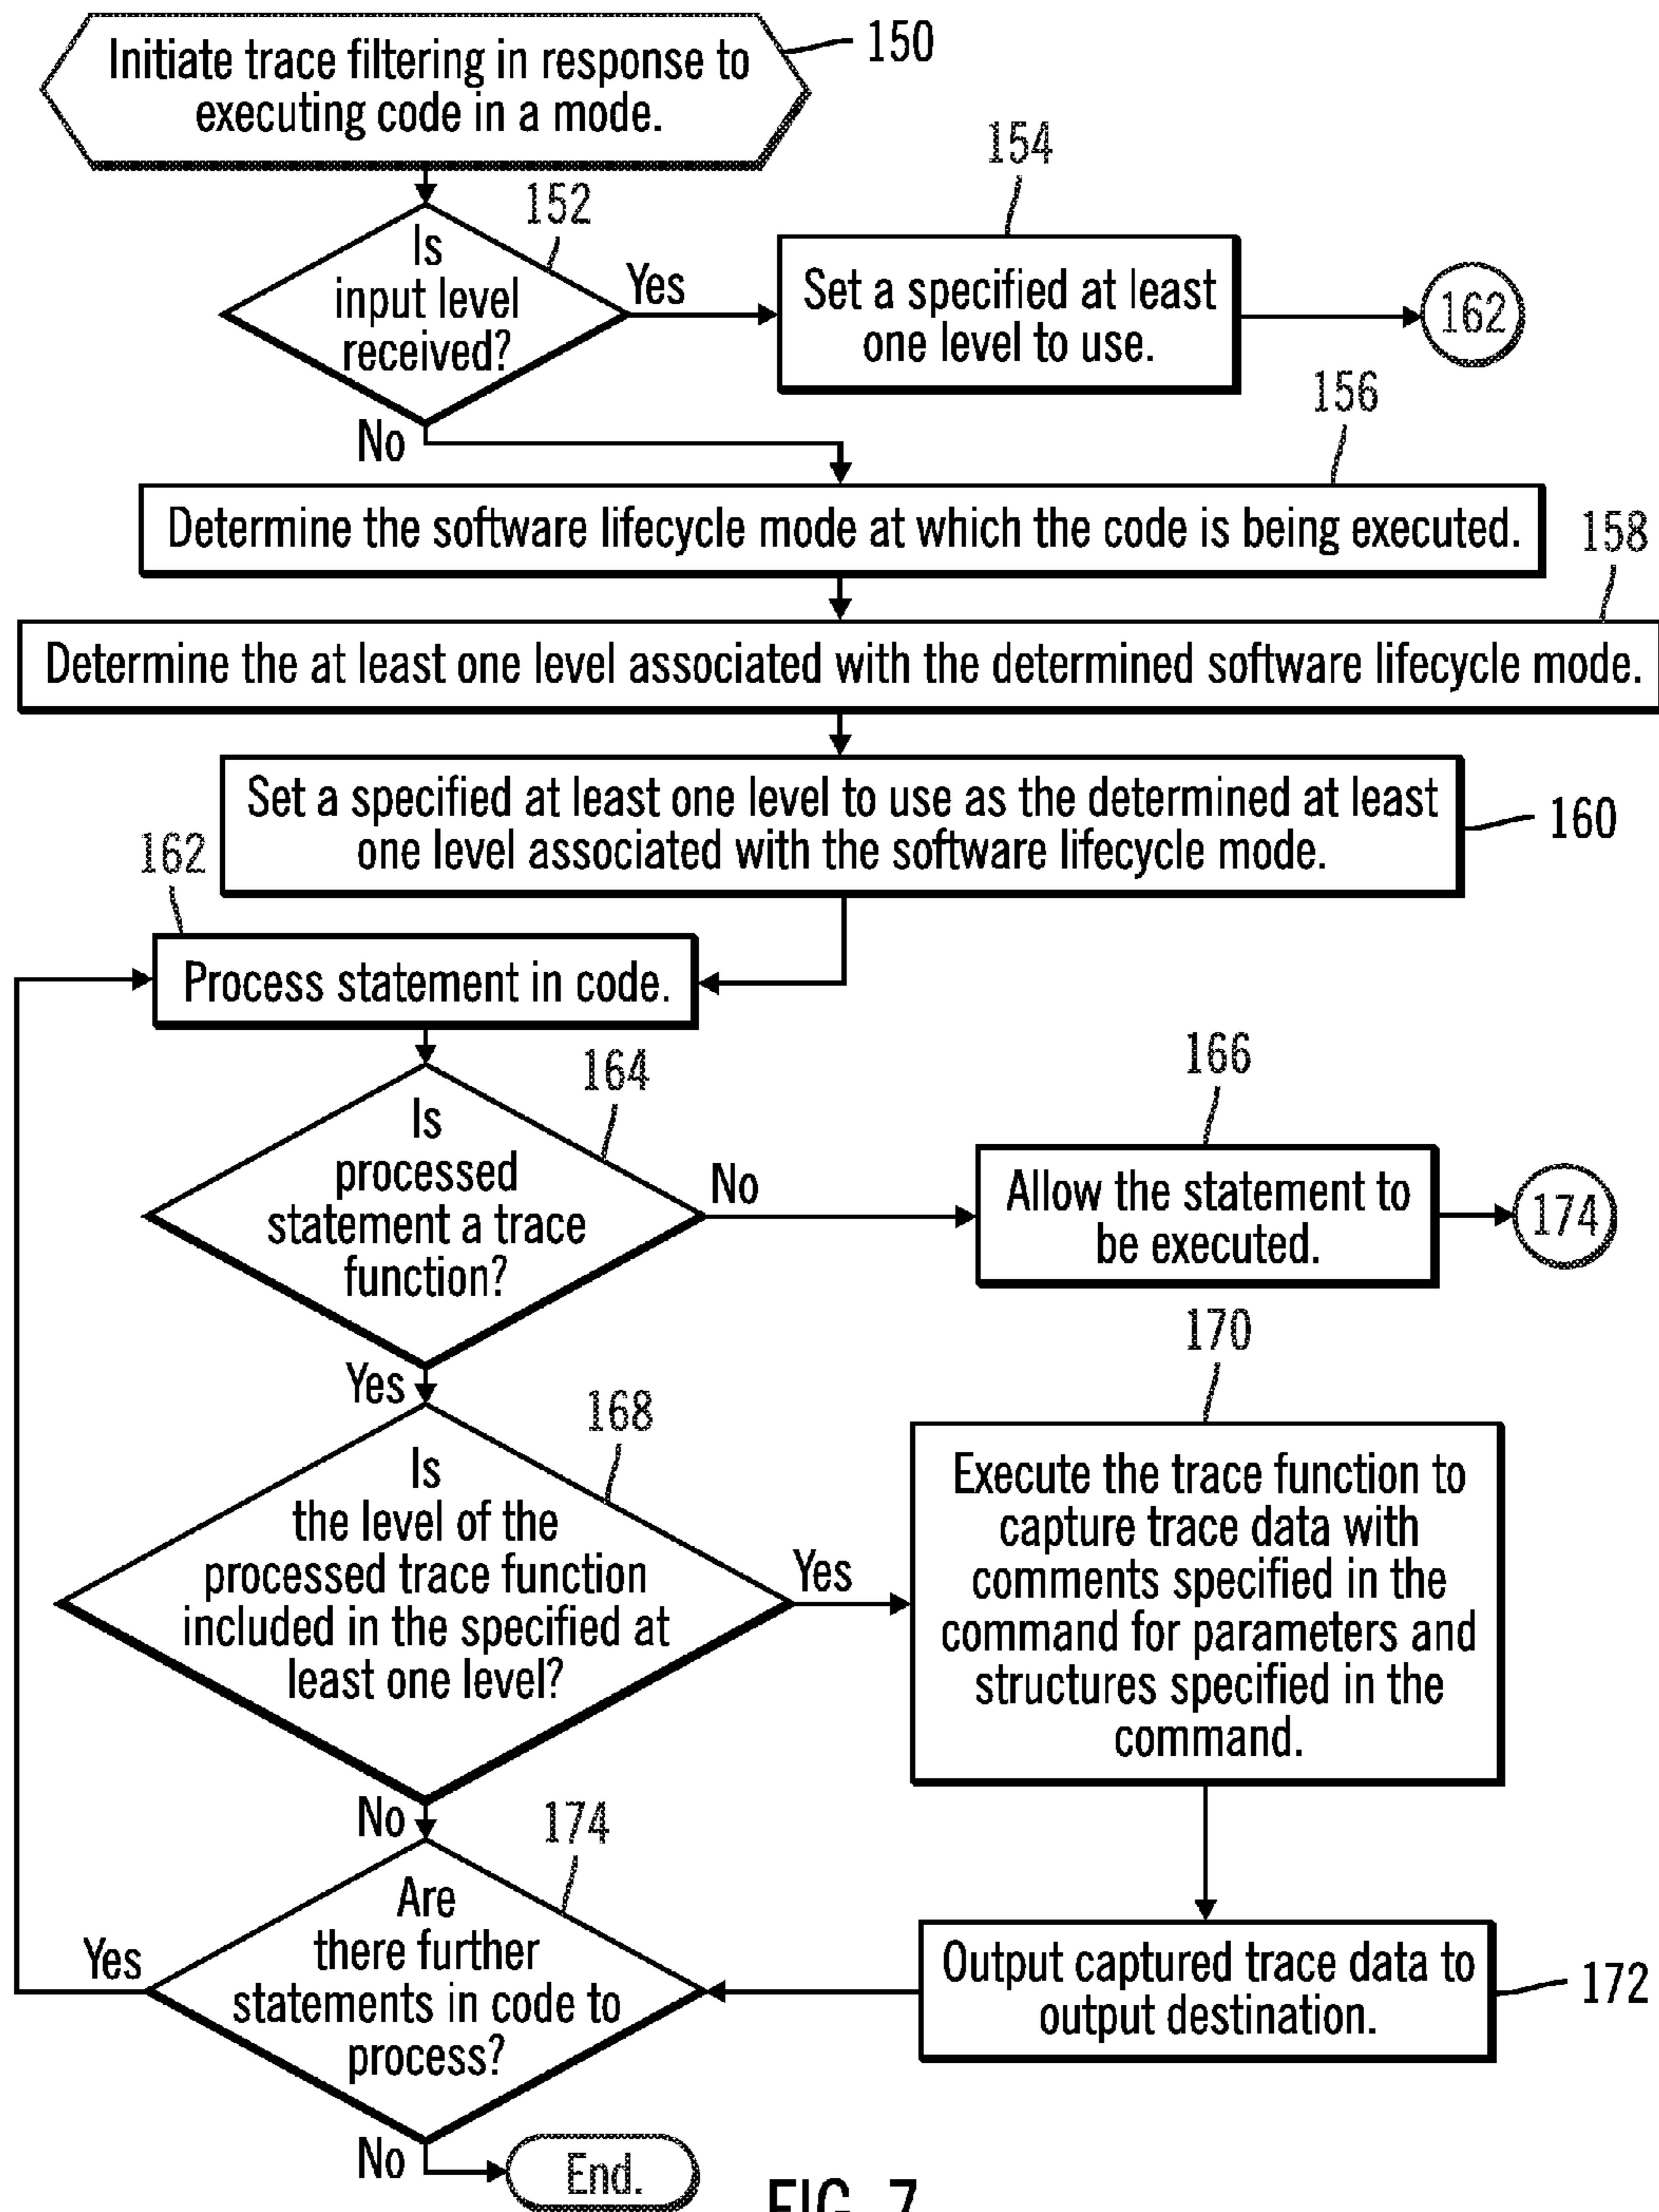 Initiate trace filtering in response to
executing code in a mode.
150
152
Is
input level
received?
Yes
154
Set a specified at least
one level to use.
162
No
156
Determine the software lifecycle mode at which the code is being executed.
158
Determine the at least one level associated with the determined software lifecycle mode.
Set a specified at least one level to use as the determined at least
one level associated with the software lifecycle mode.
160
162
Process statement in code.
164
Is
processed
statement a trace
function?
No
166
Allow the statement to
be executed.
174
Yes
168
Is
the level of the
processed trace function
included in the specified at
least one level?
Yes
170
Execute the trace function to
capture trace data with
comments specified in the
command for parameters and
structures specified in the
command.
No
174
Are
there further
statements in code to
process?
Yes
Output captured trace data to
output destination.
172
No
End.
FIG. 7